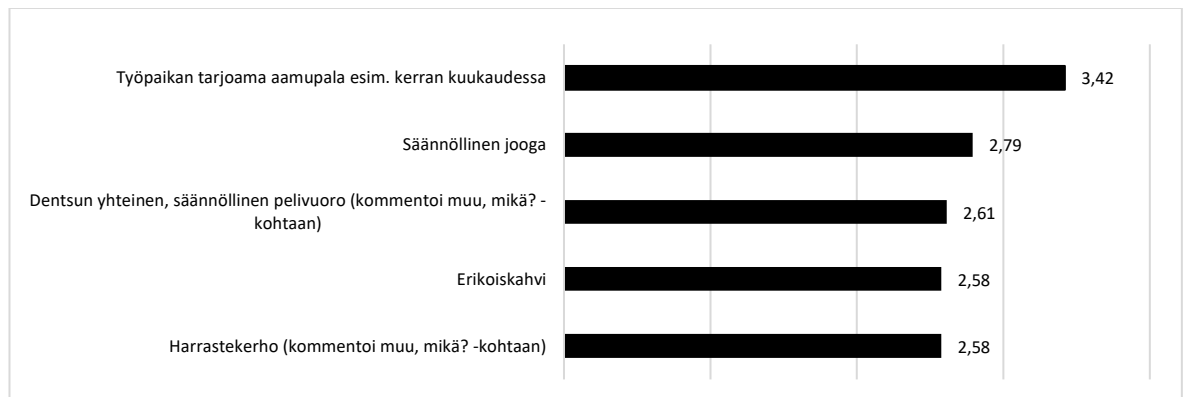 Työpaikan tarjoama aamupala esim. kerran kuukaudessa
3,42
Säännöllinen jooga
2,79
Dentsun yhteinen, säännöllinen pelivuoro (kommentoi muu, mikä? -
kohtaan)
2,61
Erikoiskahvi
2,58
Harrastekerho (kommentoi muu, mikä? -kohtaan)
2,58